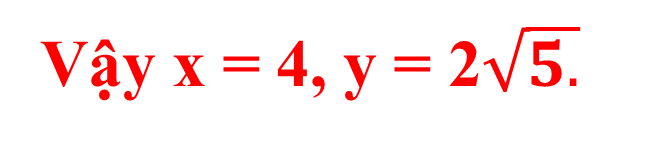 Vậy x = 4, y = 2√5.